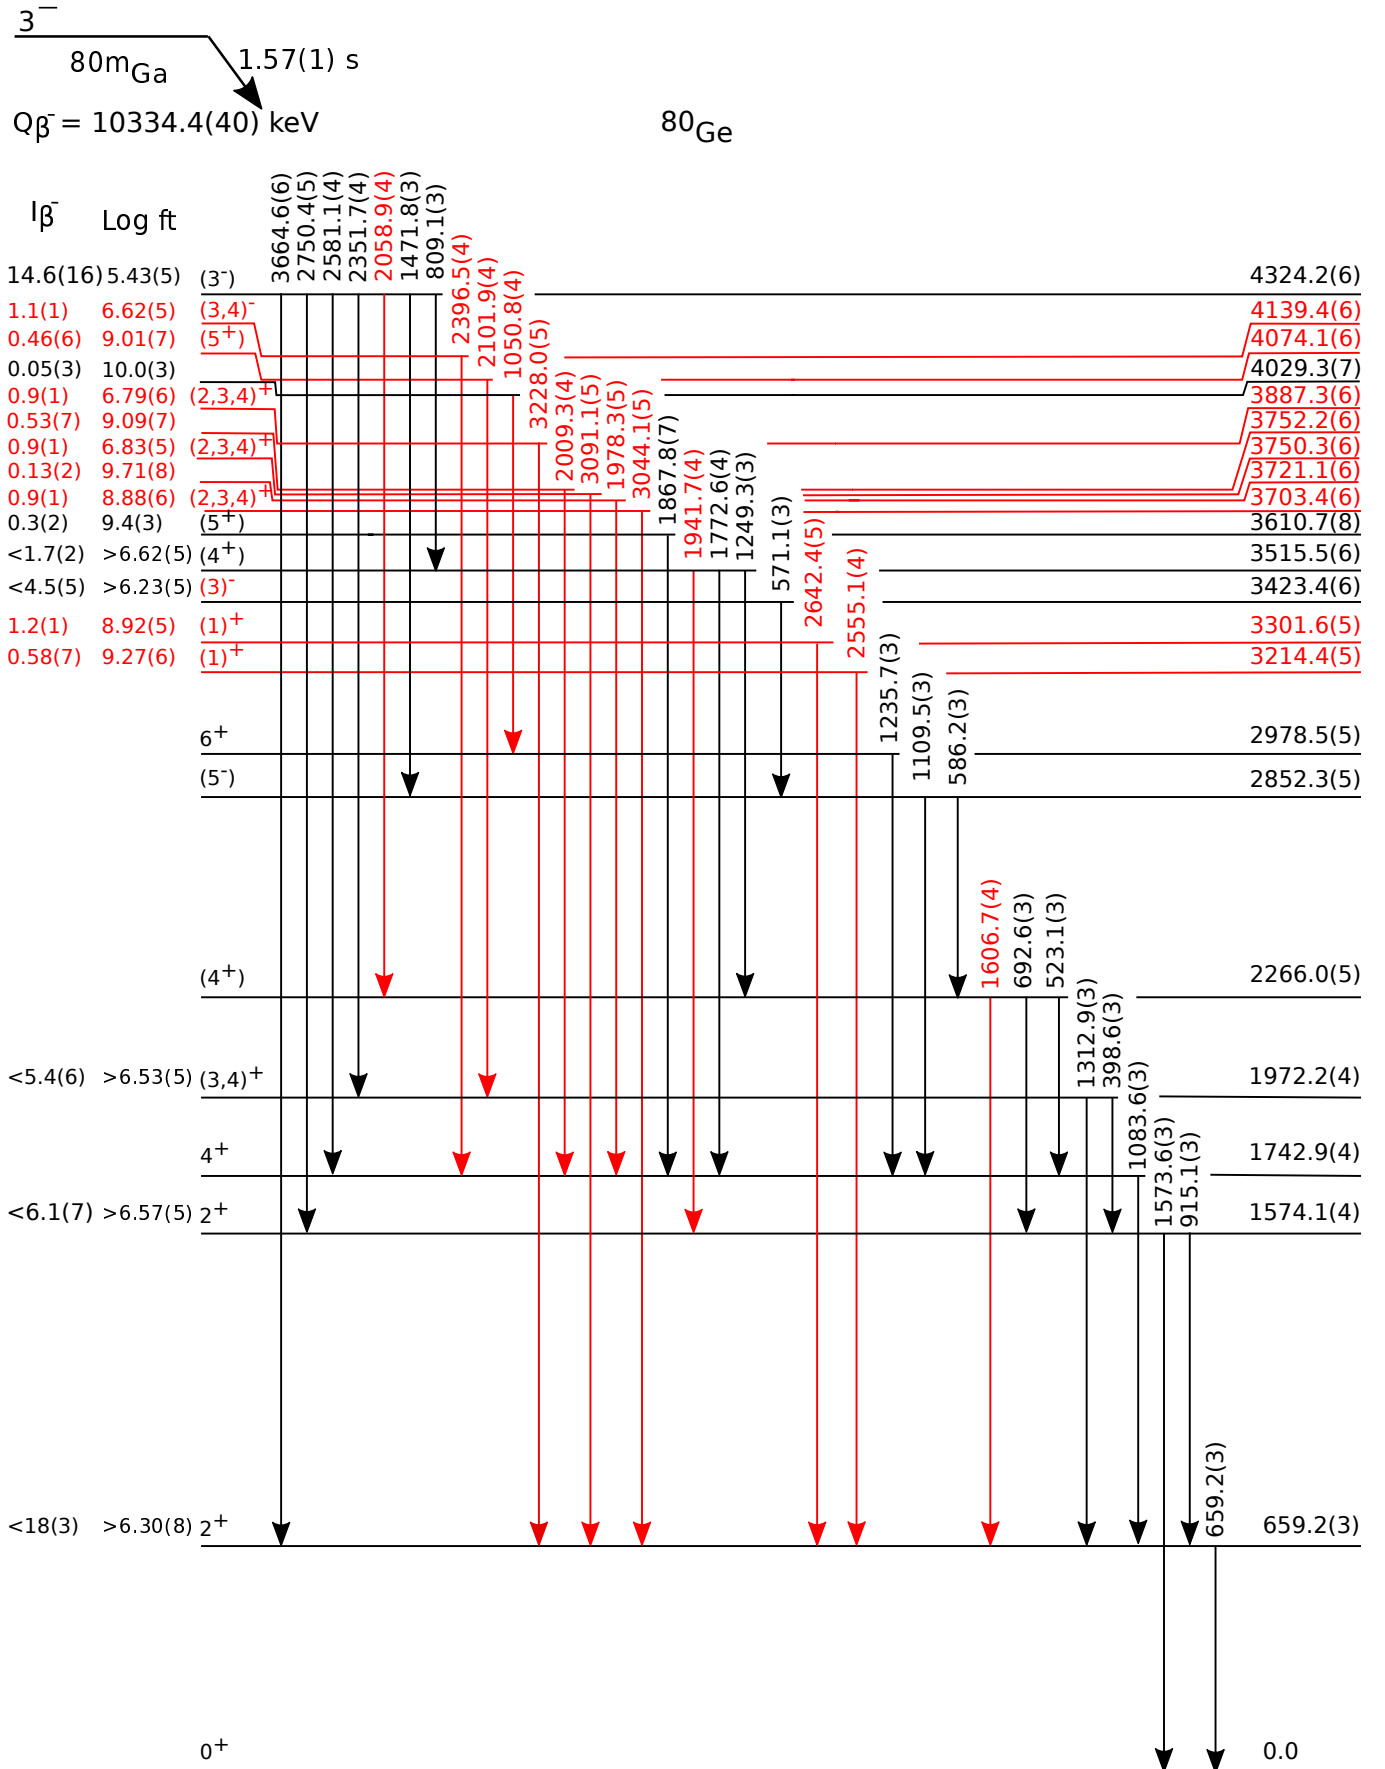 3⁻
80mGa
1.57(1) s
Qβ⁻ = 10334.4(40) keV
80Ge
Iβ⁻ Log ft
3664.6(6)
2750.4(5)
2581.1(4)
2351.7(4)
2058.9(4)
1471.8(3)
809.1(3)
2396.5(4)
2101.9(4)
1050.8(4)
3228.0(5)
2009.3(4)
3091.1(5)
1978.3(5)
3044.1(5)
1867.8(7)
1941.7(4)
1772.6(4)
1249.3(3)
571.1(3)
2642.4(5)
2555.1(4)
1235.7(3)
1109.5(3)
586.2(3)
1606.7(4)
692.6(3)
523.1(3)
1312.9(3)
398.6(3)
1083.6(3)
1573.6(3)
915.1(3)
659.2(3)
14.6(16) 5.43(5) (3⁻) 4324.2(6)
1.1(1) 6.62(5) (3,4)⁻ 4139.4(6)
0.46(6) 9.01(7) (5⁺) 4074.1(6)
0.05(3) 10.0(3) 4029.3(7)
0.9(1) 6.79(6) (2,3,4)⁺ 3887.3(6)
0.53(7) 9.09(7) 3752.2(6)
0.9(1) 6.83(5) (2,3,4)⁺ 3750.3(6)
0.13(2) 9.71(8) 3721.1(6)
0.9(1) 8.88(6) (2,3,4)⁺ 3703.4(6)
0.3(2) 9.4(3) (5⁺) 3610.7(8)
<1.7(2) >6.62(5) (4⁺) 3515.5(6)
<4.5(5) >6.23(5) (3)⁻ 3423.4(6)
1.2(1) 8.92(5) (1)⁺ 3301.6(5)
0.58(7) 9.27(6) (1)⁺ 3214.4(5)
6⁺ 2978.5(5)
(5⁻) 2852.3(5)
(4⁺) 2266.0(5)
<5.4(6) >6.53(5) (3,4)⁺ 1972.2(4)
4⁺ 1742.9(4)
<6.1(7) >6.57(5) 2⁺ 1574.1(4)
<18(3) >6.30(8) 2⁺ 659.2(3)
0⁺ 0.0